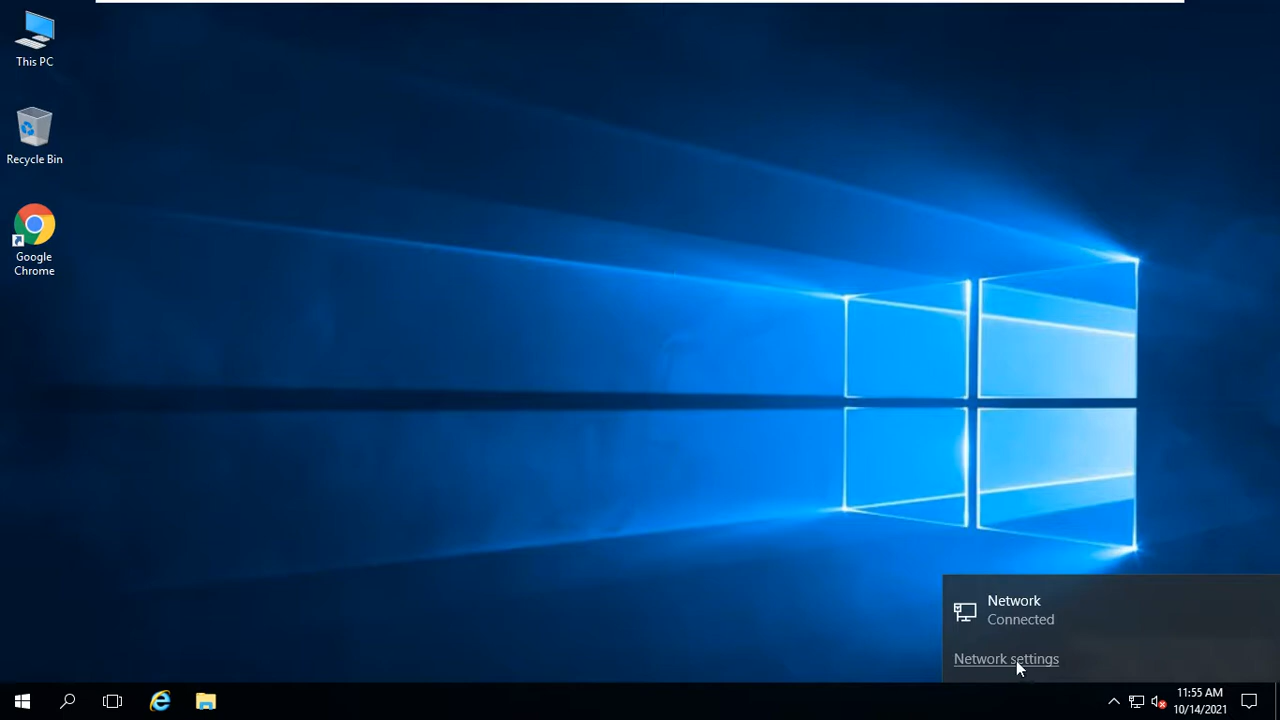 This PC
Recycle Bin
Google
Chrome
Network
Connected
Network settings
11:55 AM
10/14/2021